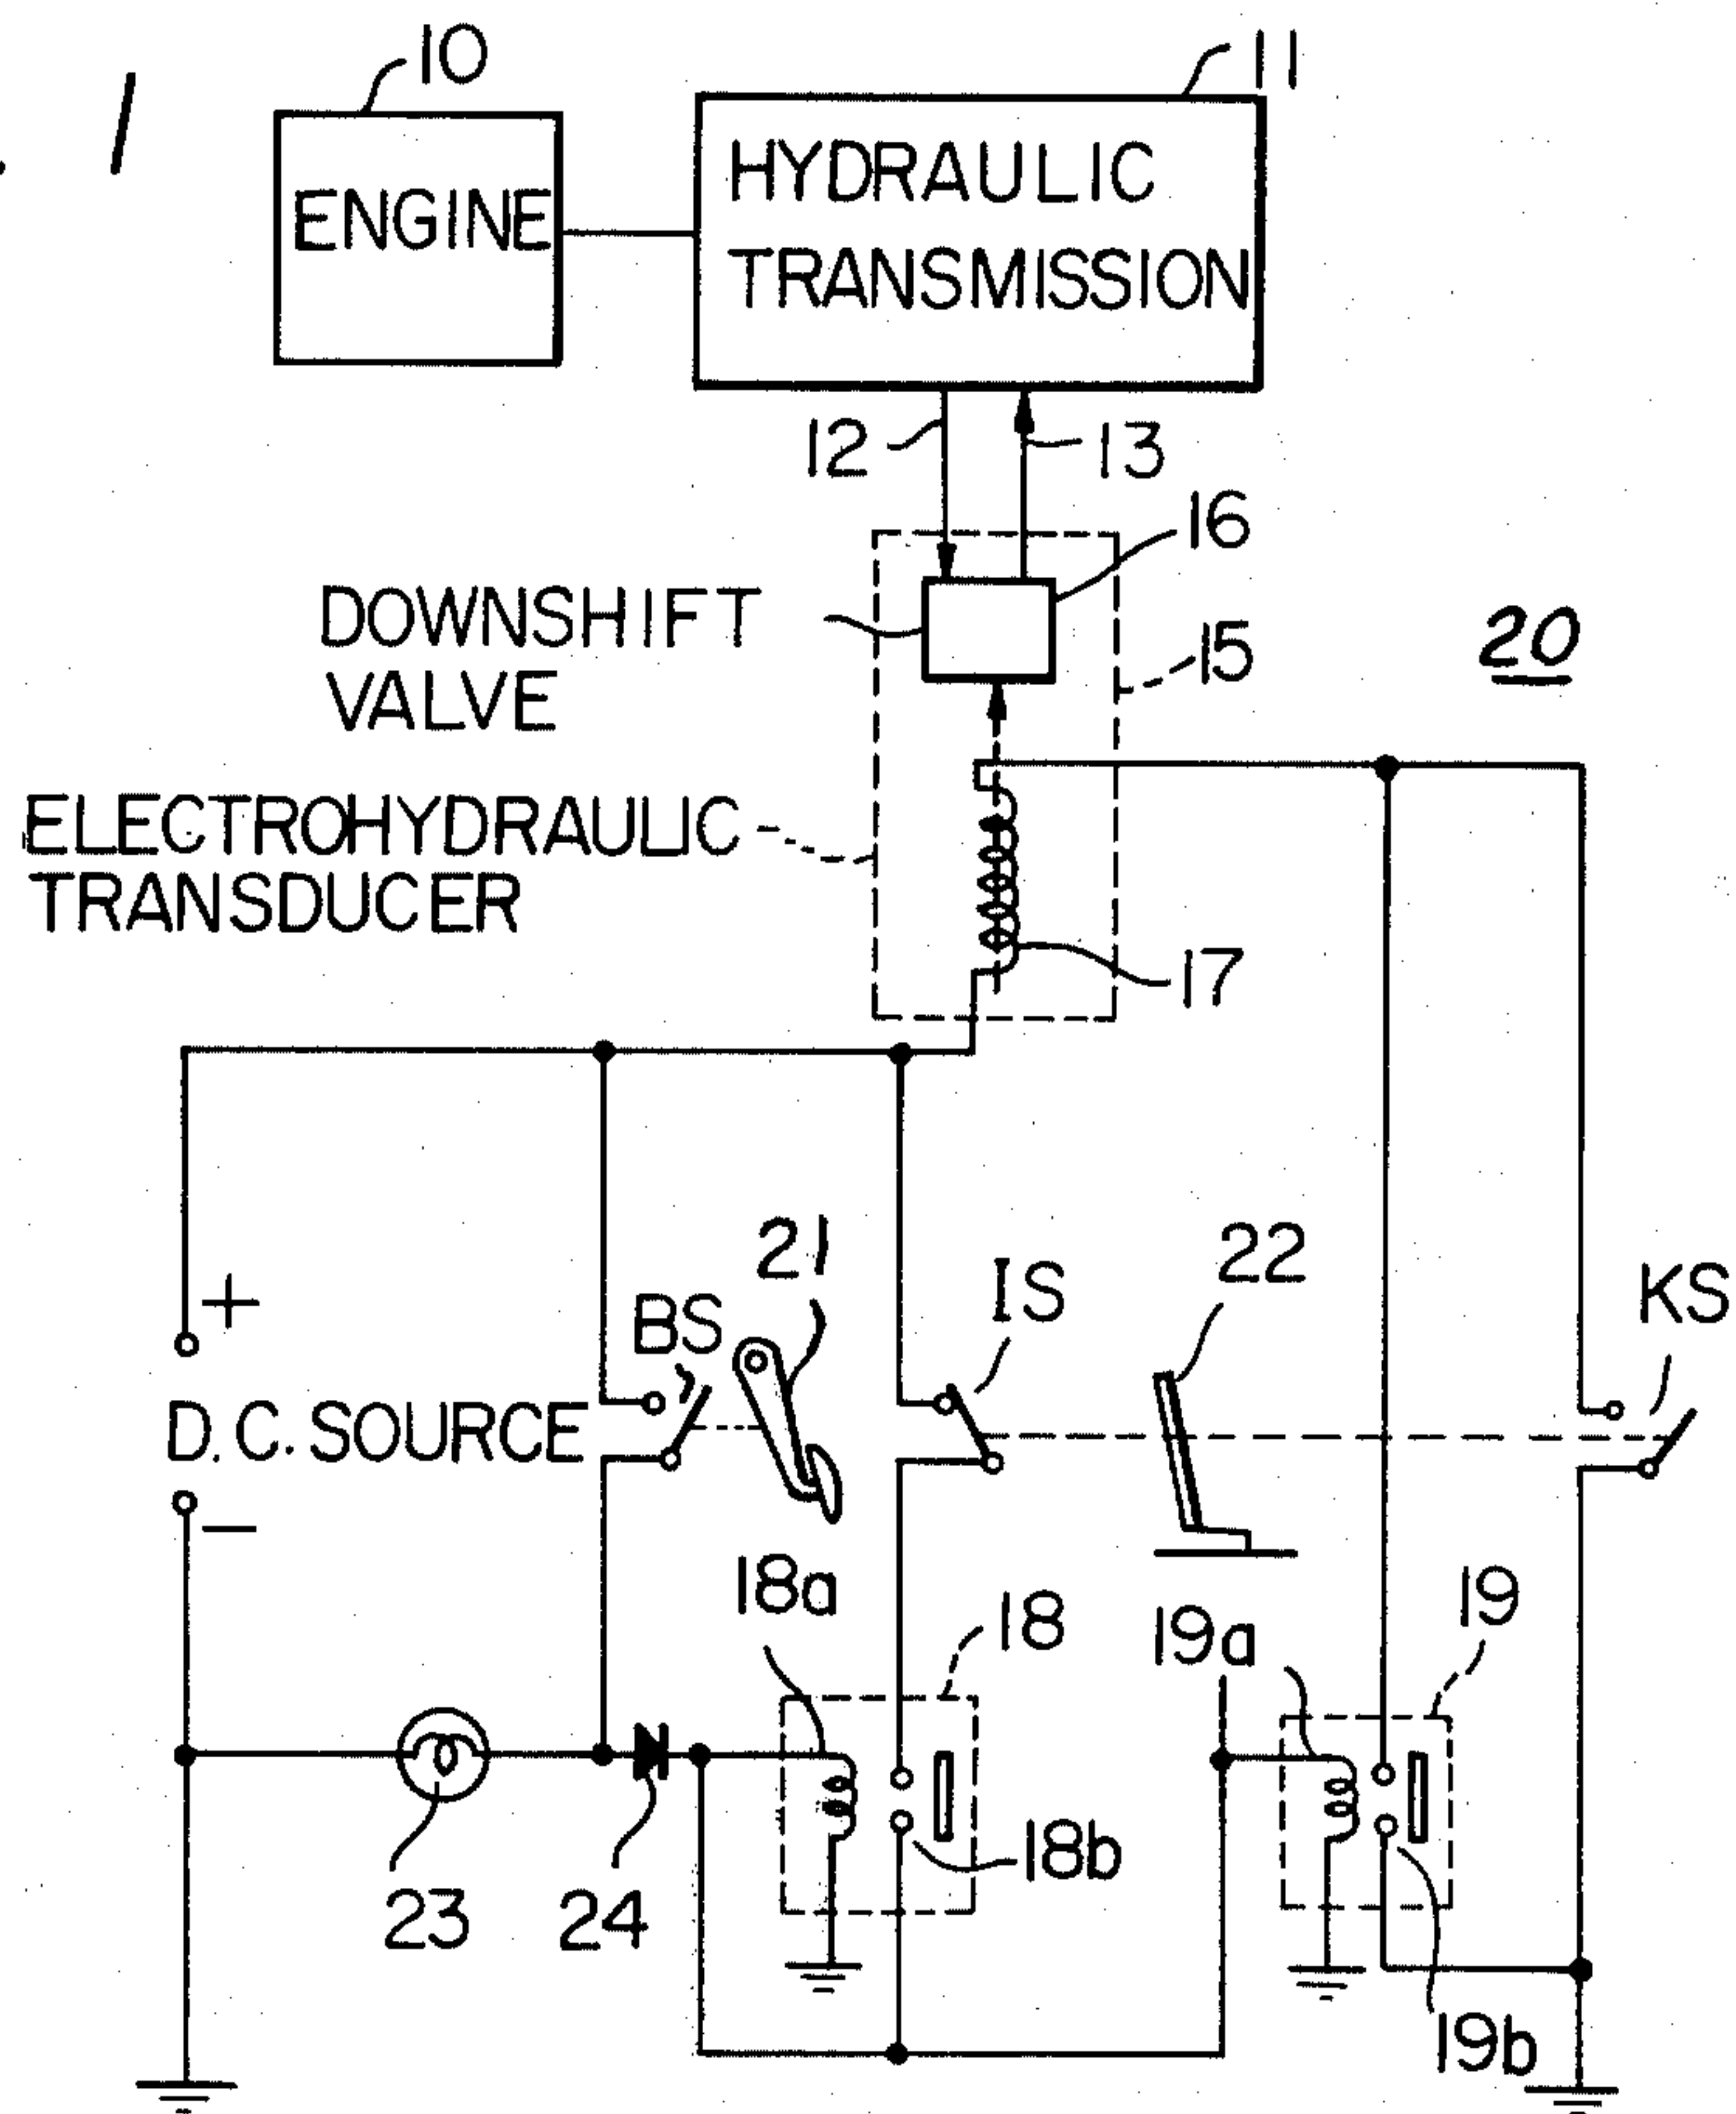 . 1
10
11
ENGINE
HYDRAULIC
TRANSMISSION
12
13
16
DOWNSHIFT
VALVE
15
20
ELECTROHYDRAULIC
TRANSDUCER
17
+
21
IS
22
KS
BS
D.C. SOURCE
−
18a
18
19a
19
18b
23
24
19b